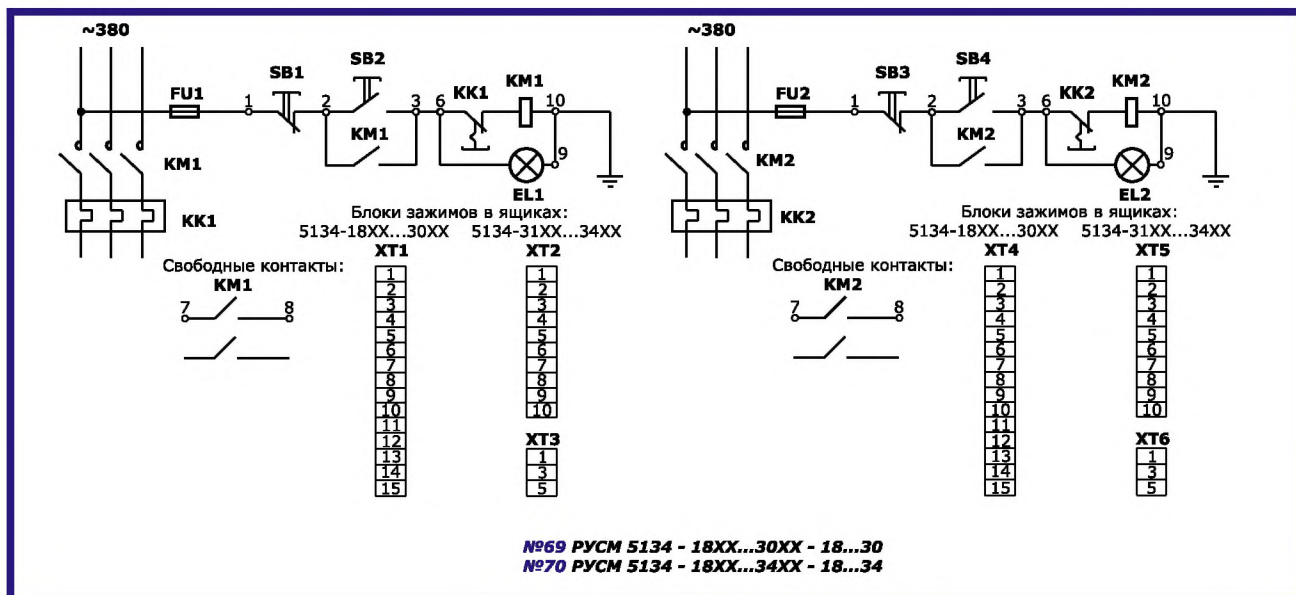 ~380
SB1
SB2
FU1
1
2
3
6
KK1
KM1
10
KM1
9
KM1
EL1
KK1
Блоки зажимов в ящиках:
5134-18XX...30XX 5134-31XX...34XX
XT1 XT2
Свободные контакты:
KM1
7 8
1
2
3
4
5
6
7
8
9
10
11
12
13
14
15
1
2
3
4
5
6
7
8
9
10
XT3
1
3
5
~380
SB3
SB4
FU2
1
2
3
6
KK2
KM2
10
KM2
9
KM2
EL2
KK2
Блоки зажимов в ящиках:
5134-18XX...30XX 5134-31XX...34XX
XT4 XT5
Свободные контакты:
KM2
7 8
1
2
3
4
5
6
7
8
9
10
11
12
13
14
15
1
2
3
4
5
6
7
8
9
10
XT6
1
3
5
№69 РУСМ 5134 - 18XX...30XX - 18...30
№70 РУСМ 5134 - 18XX...34XX - 18...34